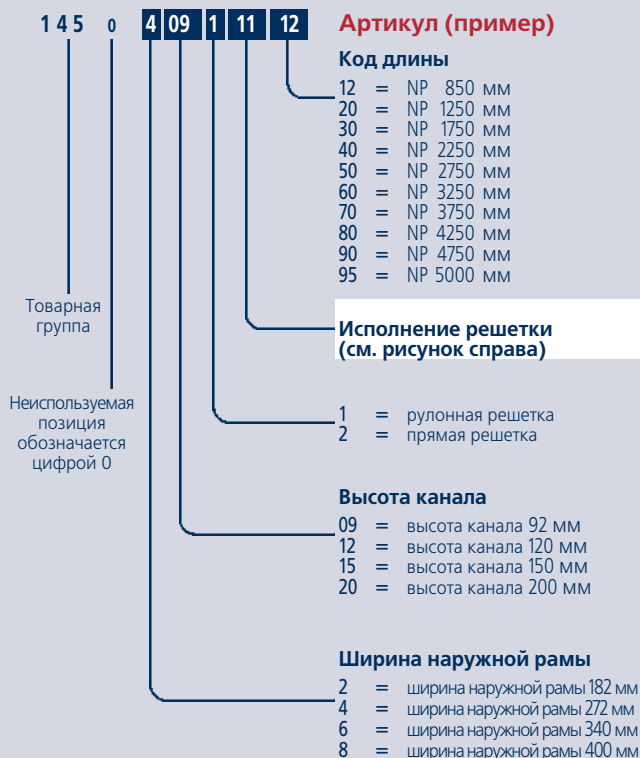 145 0 4 09 1 11 12 Артикул (пример)
Код длины
12 = NP 850 мм
20 = NP 1250 мм
30 = NP 1750 мм
40 = NP 2250 мм
50 = NP 2750 мм
60 = NP 3250 мм
70 = NP 3750 мм
80 = NP 4250 мм
90 = NP 4750 мм
95 = NP 5000 мм
Товарная
группа
Исполнение решетки
(см. рисунок справа)
Неиспользуемая
позиция
обозначается
цифрой 0
1 = рулонная решетка
2 = прямая решетка
Высота канала
09 = высота канала 92 мм
12 = высота канала 120 мм
15 = высота канала 150 мм
20 = высота канала 200 мм
Ширина наружной рамы
2 = ширина наружной рамы 182 мм
4 = ширина наружной рамы 272 мм
6 = ширина наружной рамы 340 мм
8 = ширина наружной рамы 400 мм